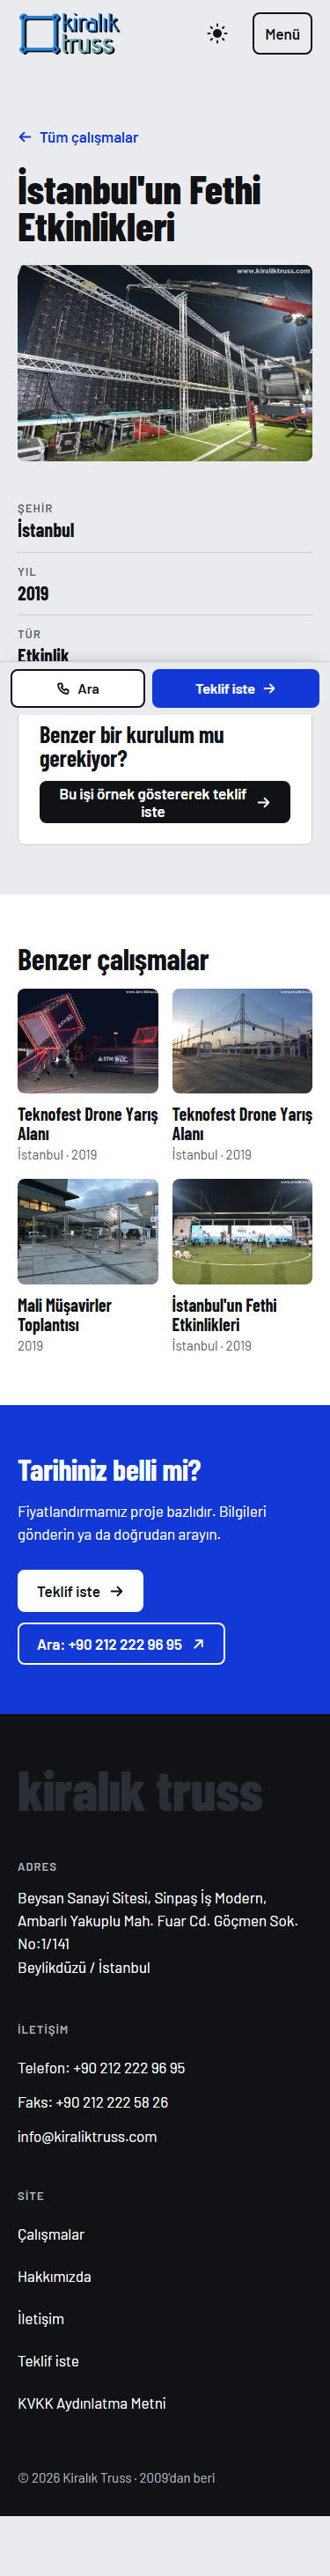 kiralık
truss
Menü
← Tüm çalışmalar
İstanbul'un Fethi
Etkinlikleri
www.kiraliktruss.com
ŞEHİR
İstanbul
YIL
2019
TÜR
Etkinlik
Ara
Teklif iste →
Benzer bir kurulum mu
gerekiyor?
Bu işi örnek göstererek teklif
iste →
Benzer çalışmalar
Teknofest Drone Yarış
Alanı
İstanbul · 2019
Teknofest Drone Yarış
Alanı
İstanbul · 2019
Mali Müşavirler
Toplantısı
2019
İstanbul'un Fethi
Etkinlikleri
İstanbul · 2019
Tarihiniz belli mi?
Fiyatlandırmamız proje bazlıdır. Bilgileri
gönderin ya da doğrudan arayın.
Teklif iste →
Ara: +90 212 222 96 95 ↗
kiralık truss
ADRES
Beysan Sanayi Sitesi, Sinpaş İş Modern,
Ambarlı Yakuplu Mah. Fuar Cd. Göçmen Sok.
No:1/141
Beylikdüzü / İstanbul
İLETİŞİM
Telefon: +90 212 222 96 95
Faks: +90 212 222 58 26
info@kiraliktruss.com
SİTE
Çalışmalar
Hakkımızda
İletişim
Teklif iste
KVKK Aydınlatma Metni
© 2026 Kiralık Truss · 2009'dan beri